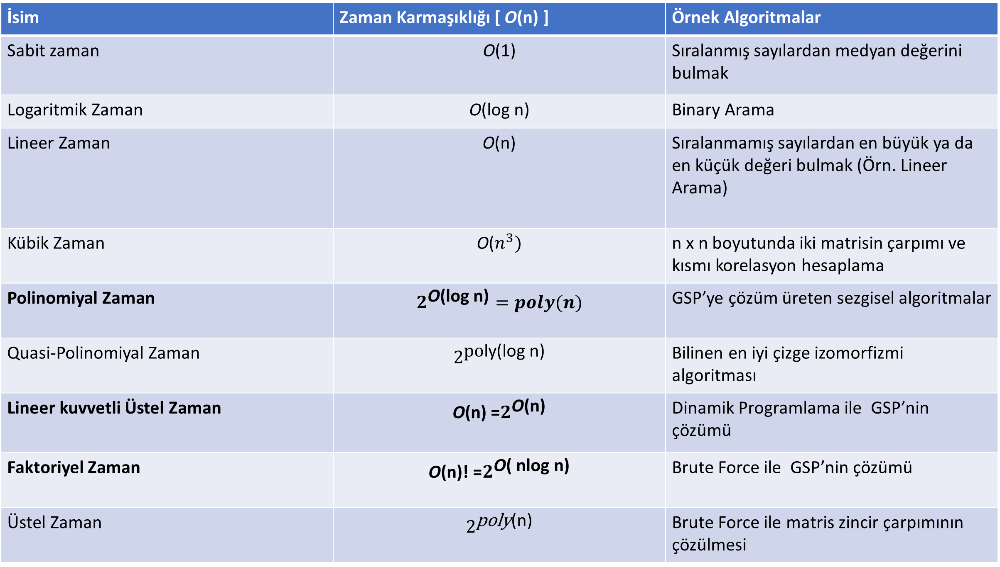 İsim
Zaman Karmaşıklığı [ O(n) ]
Örnek Algoritmalar
Sabit zaman
O(1)
Sıralanmış sayılardan medyan değerini
bulmak
Logaritmik Zaman
O(log n)
Binary Arama
Lineer Zaman
O(n)
Sıralanmamış sayılardan en büyük ya da
en küçük değeri bulmak (Örn. Lineer
Arama)
Kübik Zaman
O(n³)
n x n boyutunda iki matrisin çarpımı ve
kısmı korelasyon hesaplama
Polinomiyal Zaman
2^O(log n) = poly(n)
GSP’ye çözüm üreten sezgisel algoritmalar
Quasi-Polinomiyal Zaman
2^poly(log n)
Bilinen en iyi çizge izomorfizmi
algoritması
Lineer kuvvetli Üstel Zaman
O(n) =2^O(n)
Dinamik Programlama ile GSP’nin
çözümü
Faktoriyel Zaman
O(n)! =2^O( nlog n)
Brute Force ile GSP’nin çözümü
Üstel Zaman
2^poly(n)
Brute Force ile matris zincir çarpımının
çözülmesi